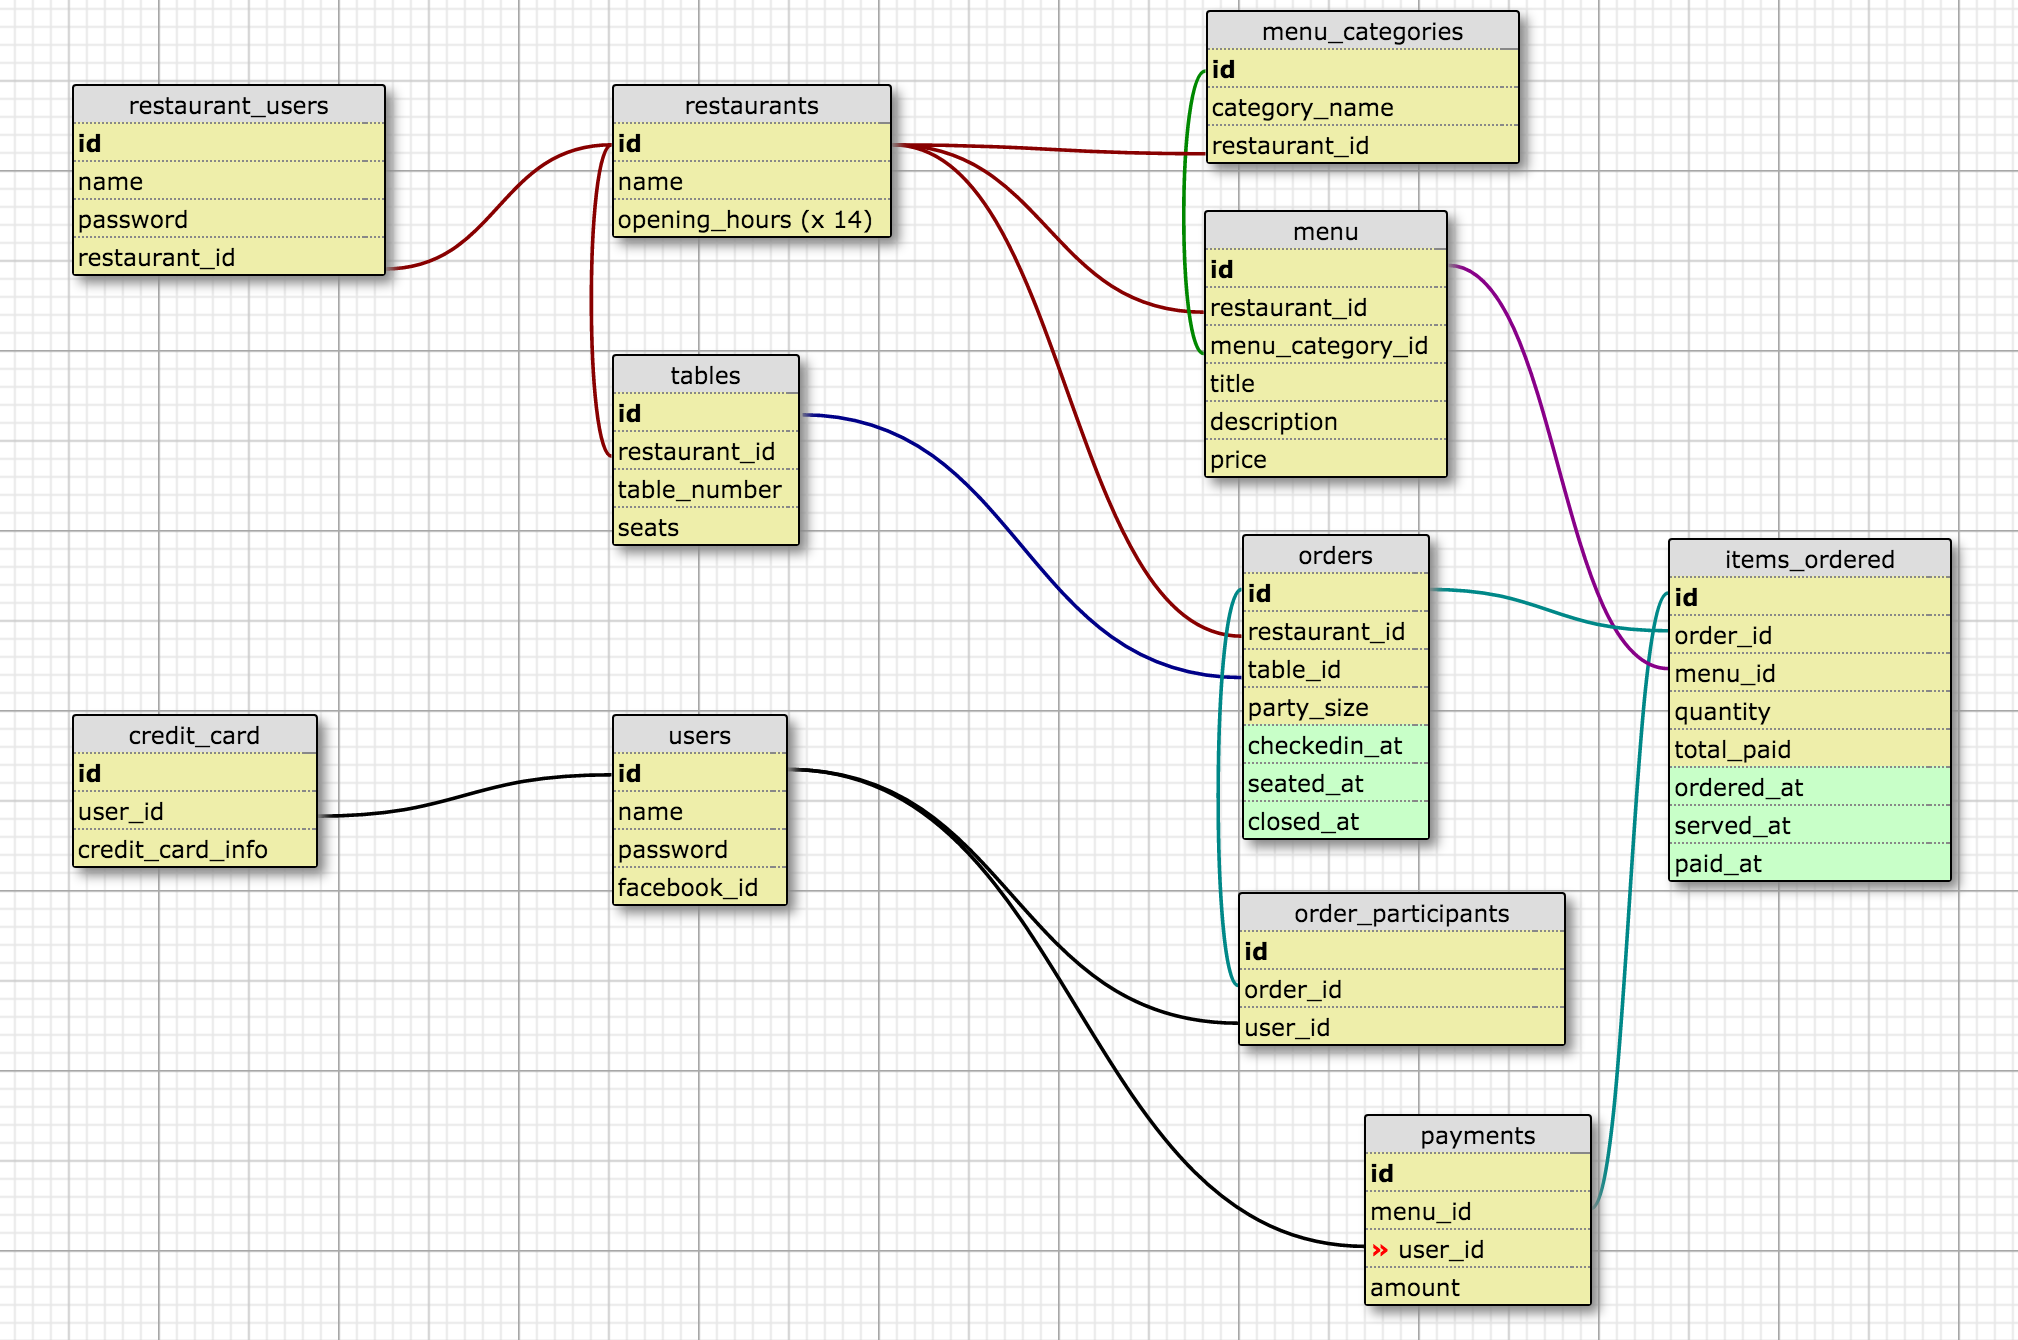 menu_categories
id
category_name
restaurant_id
restaurant_users
id
name
password
restaurant_id
restaurants
id
name
opening_hours (x 14)
menu
id
restaurant_id
menu_category_id
title
description
price
tables
id
restaurant_id
table_number
seats
orders
id
restaurant_id
table_id
party_size
checkedin_at
seated_at
closed_at
items_ordered
id
order_id
menu_id
quantity
total_paid
ordered_at
served_at
paid_at
credit_card
id
user_id
credit_card_info
users
id
name
password
facebook_id
order_participants
id
order_id
user_id
payments
id
menu_id
» user_id
amount